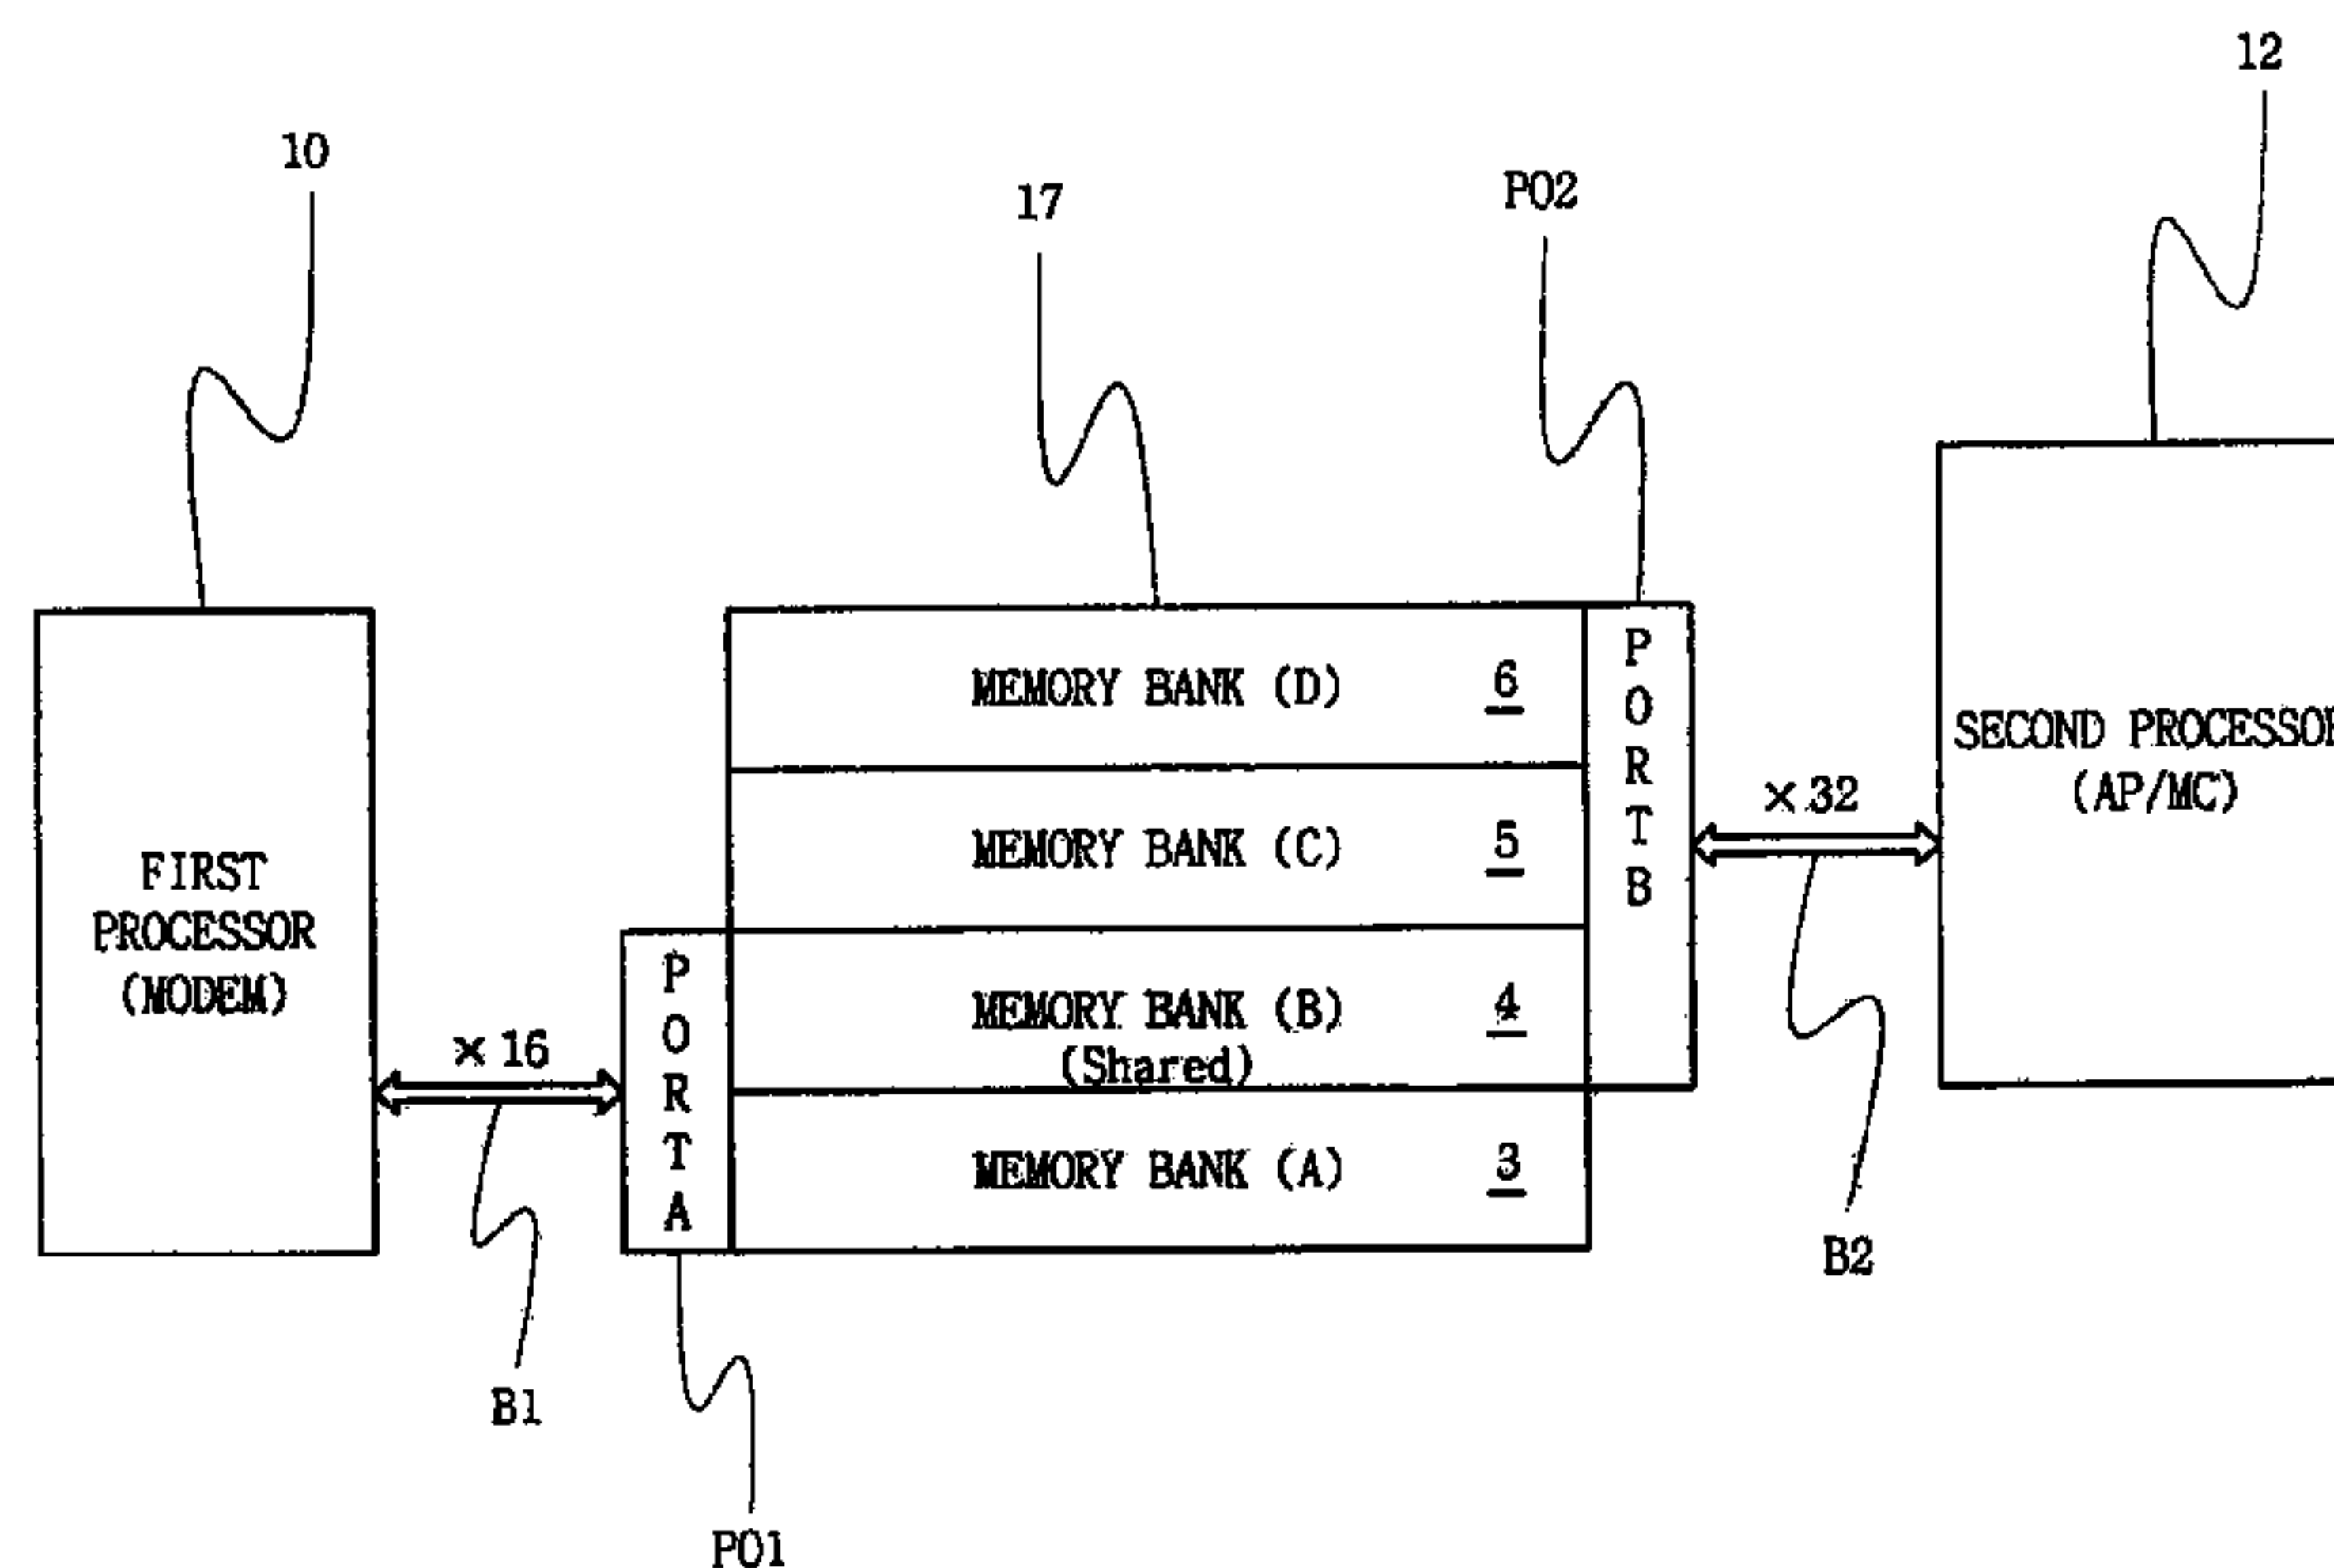 12
10
17
PO2
MEMORY BANK (D) 6
MEMORY BANK (C) 5
MEMORY BANK (B) 4
(Shared)
MEMORY BANK (A) 3
P
O
R
T
B
SECOND PROCESSOR
(AP/MC)
×32
FIRST
PROCESSOR
(MODEM)
×16
P
O
R
T
A
B2
B1
PO1